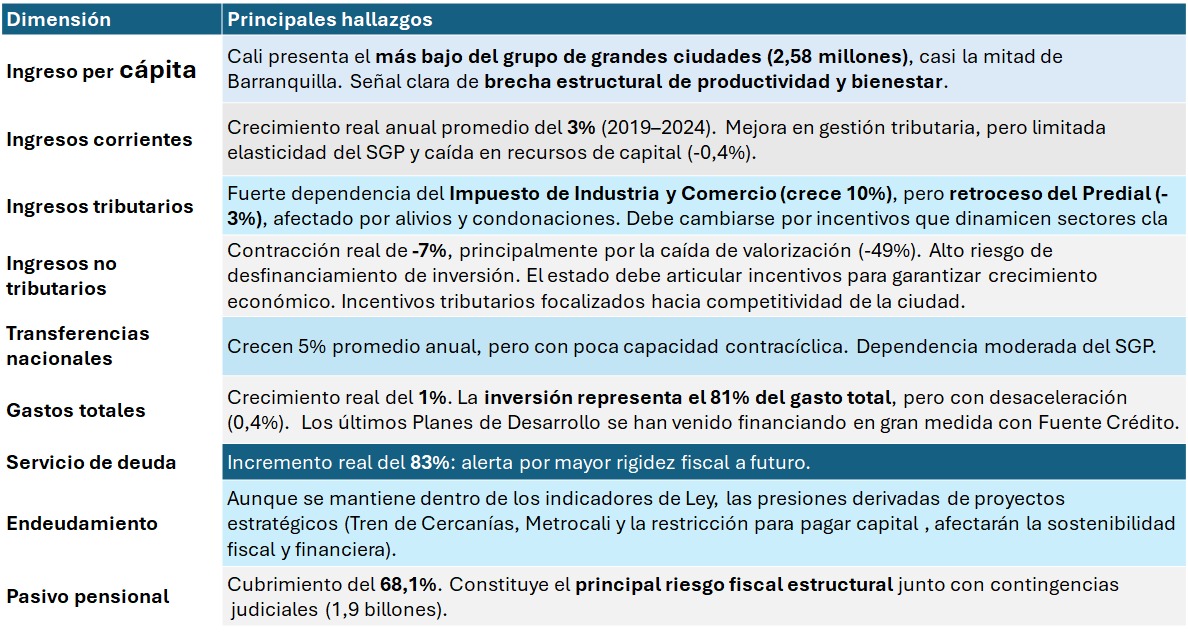 Dimensión
Principales hallazgos
Ingreso per cápita
Cali presenta el más bajo del grupo de grandes ciudades (2,58 millones), casi la mitad de
Barranquilla. Señal clara de brecha estructural de productividad y bienestar.
Ingresos corrientes
Crecimiento real anual promedio del 3% (2019–2024). Mejora en gestión tributaria, pero limitada
elasticidad del SGP y caída en recursos de capital (-0,4%).
Ingresos tributarios
Fuerte dependencia del Impuesto de Industria y Comercio (crece 10%), pero retroceso del Predial (-
3%), afectado por alivios y condonaciones. Debe cambiarse por incentivos que dinamicen sectores cla
Ingresos no
tributarios
Contracción real de -7%, principalmente por la caída de valorización (-49%). Alto riesgo de
desfinanciamiento de inversión. El estado debe articular incentivos para garantizar crecimiento
económico. Incentivos tributarios focalizados hacia competitividad de la ciudad.
Transferencias
nacionales
Crecen 5% promedio anual, pero con poca capacidad contracíclica. Dependencia moderada del SGP.
Gastos totales
Crecimiento real del 1%. La inversión representa el 81% del gasto total, pero con desaceleración
(0,4%). Los últimos Planes de Desarrollo se han venido financiando en gran medida con Fuente Crédito.
Servicio de deuda
Incremento real del 83%: alerta por mayor rigidez fiscal a futuro.
Endeudamiento
Aunque se mantiene dentro de los indicadores de Ley, las presiones derivadas de proyectos
estratégicos (Tren de Cercanías, Metrocali y la restricción para pagar capital , afectarán la sostenibilidad
fiscal y financiera).
Pasivo pensional
Cubrimiento del 68,1%. Constituye el principal riesgo fiscal estructural junto con contingencias
judiciales (1,9 billones).